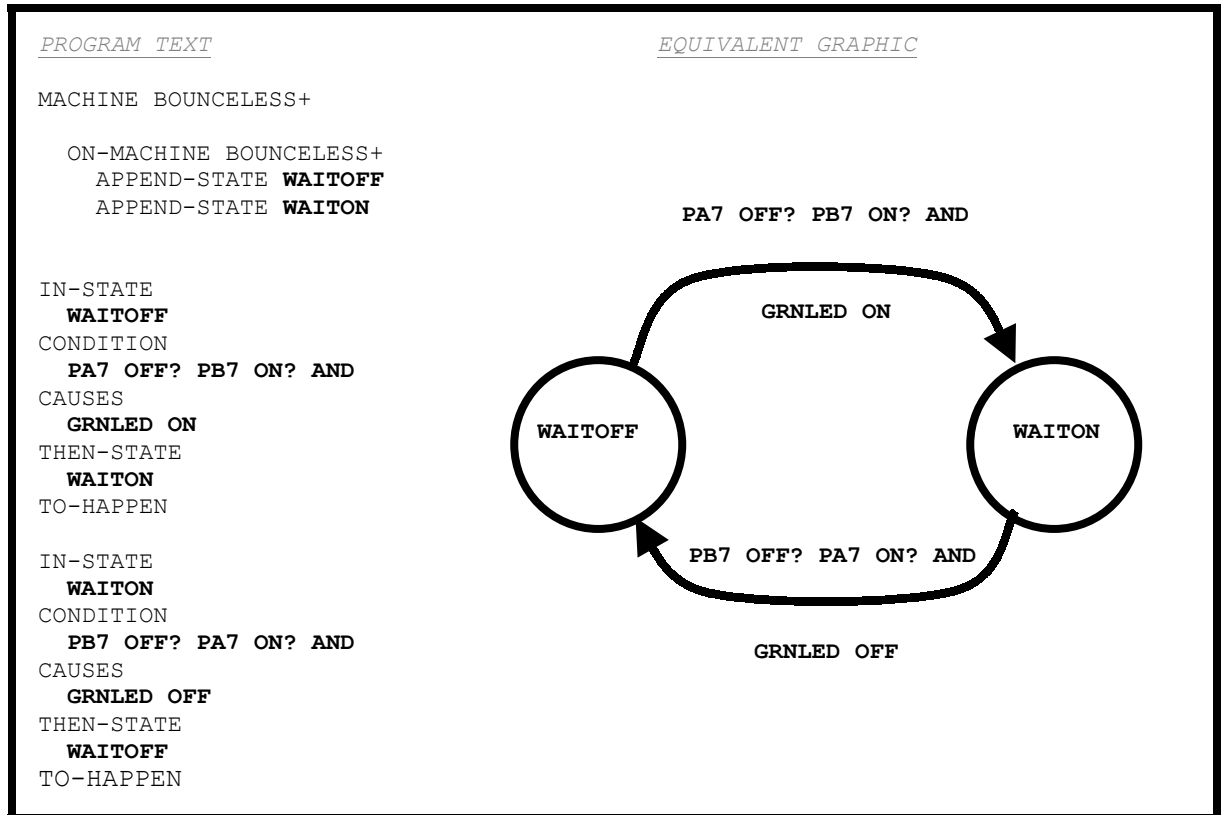 PROGRAM TEXT
EQUIVALENT GRAPHIC
MACHINE BOUNCELESS+
ON-MACHINE BOUNCELESS+
APPEND-STATE WAITOFF
APPEND-STATE WAITON
IN-STATE
WAITOFF
CONDITION
PA7 OFF? PB7 ON? AND
CAUSES
GRNLED ON
THEN-STATE
WAITON
TO-HAPPEN
IN-STATE
WAITON
CONDITION
PB7 OFF? PA7 ON? AND
CAUSES
GRNLED OFF
THEN-STATE
WAITOFF
TO-HAPPEN
PA7 OFF? PB7 ON? AND
GRNLED ON
WAITOFF
WAITON
PB7 OFF? PA7 ON? AND
GRNLED OFF